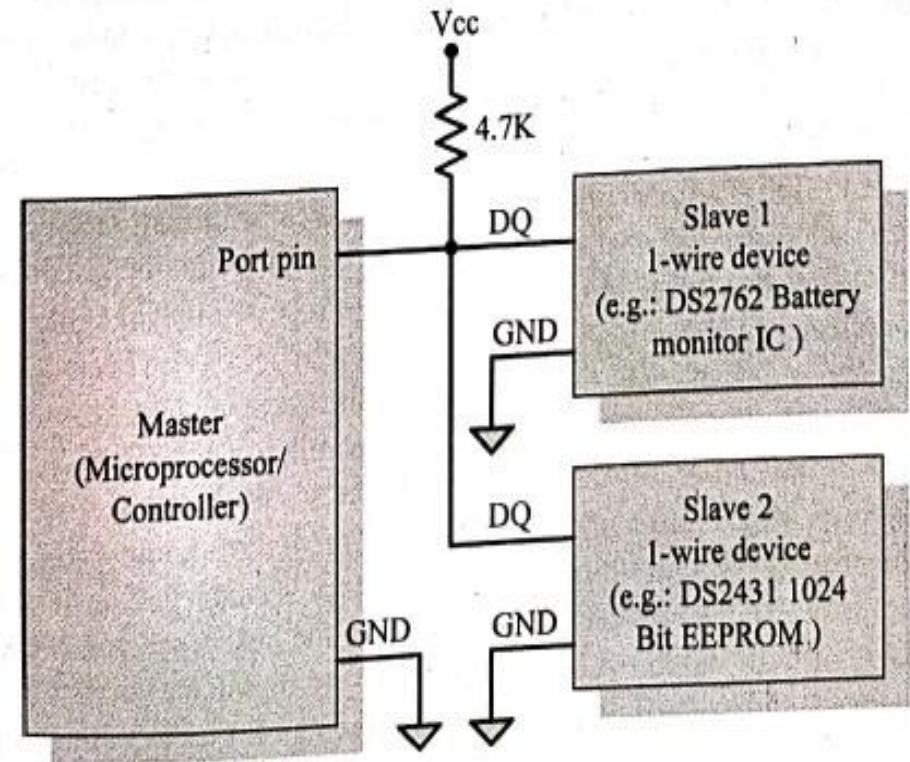 Vcc
4.7K
Port pin
DQ
Slave 1
1-wire device
(e.g.: DS2762 Battery
monitor IC )
GND
Master
(Microprocessor/
Controller)
DQ
Slave 2
1-wire device
(e.g.: DS2431 1024
Bit EEPROM.)
GND
GND